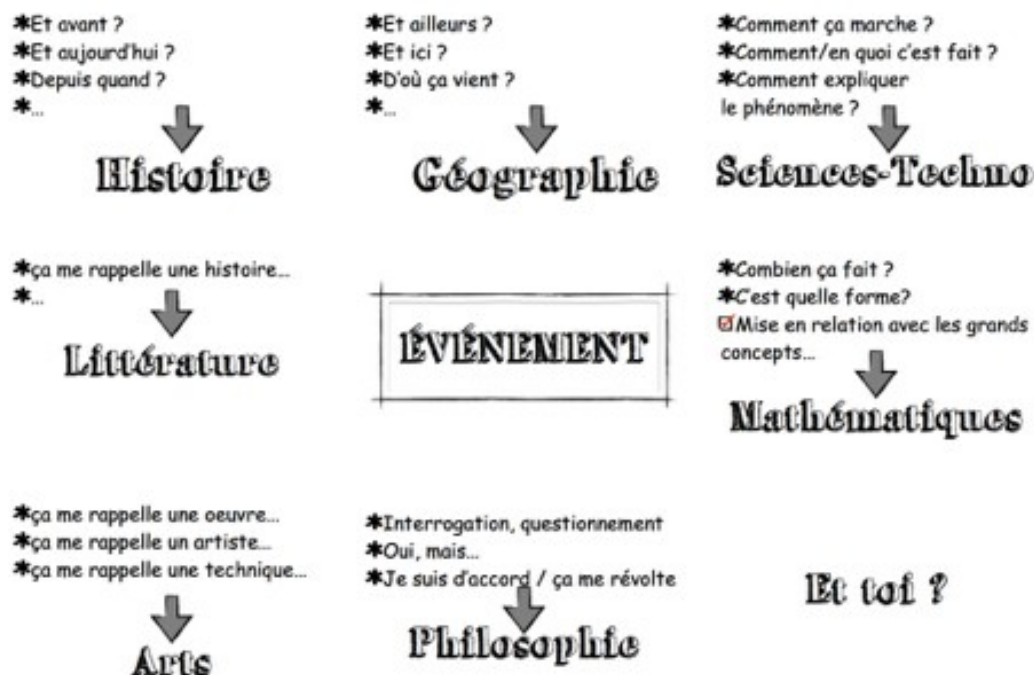 ✱Et avant ?
✱Et aujourd'hui ?
✱Depuis quand ?
✱...
Histoire
✱Et ailleurs ?
✱Et ici ?
✱D'où ça vient ?
✱...
Géographie
✱Comment ça marche ?
✱Comment/en quoi c'est fait ?
✱Comment expliquer
le phénomène ?
Sciences-Techno
✱ça me rappelle une histoire...
✱...
Littérature
ÉVÉNEMENT
✱Combien ça fait ?
✱C'est quelle forme?
☑Mise en relation avec les grands
concepts...
Mathématiques
✱ça me rappelle une oeuvre...
✱ça me rappelle un artiste...
✱ça me rappelle une technique...
Arts
✱Interrogation, questionnement
✱Oui, mais...
✱Je suis d'accord / ça me révolte
Philosophie
Et toi ?